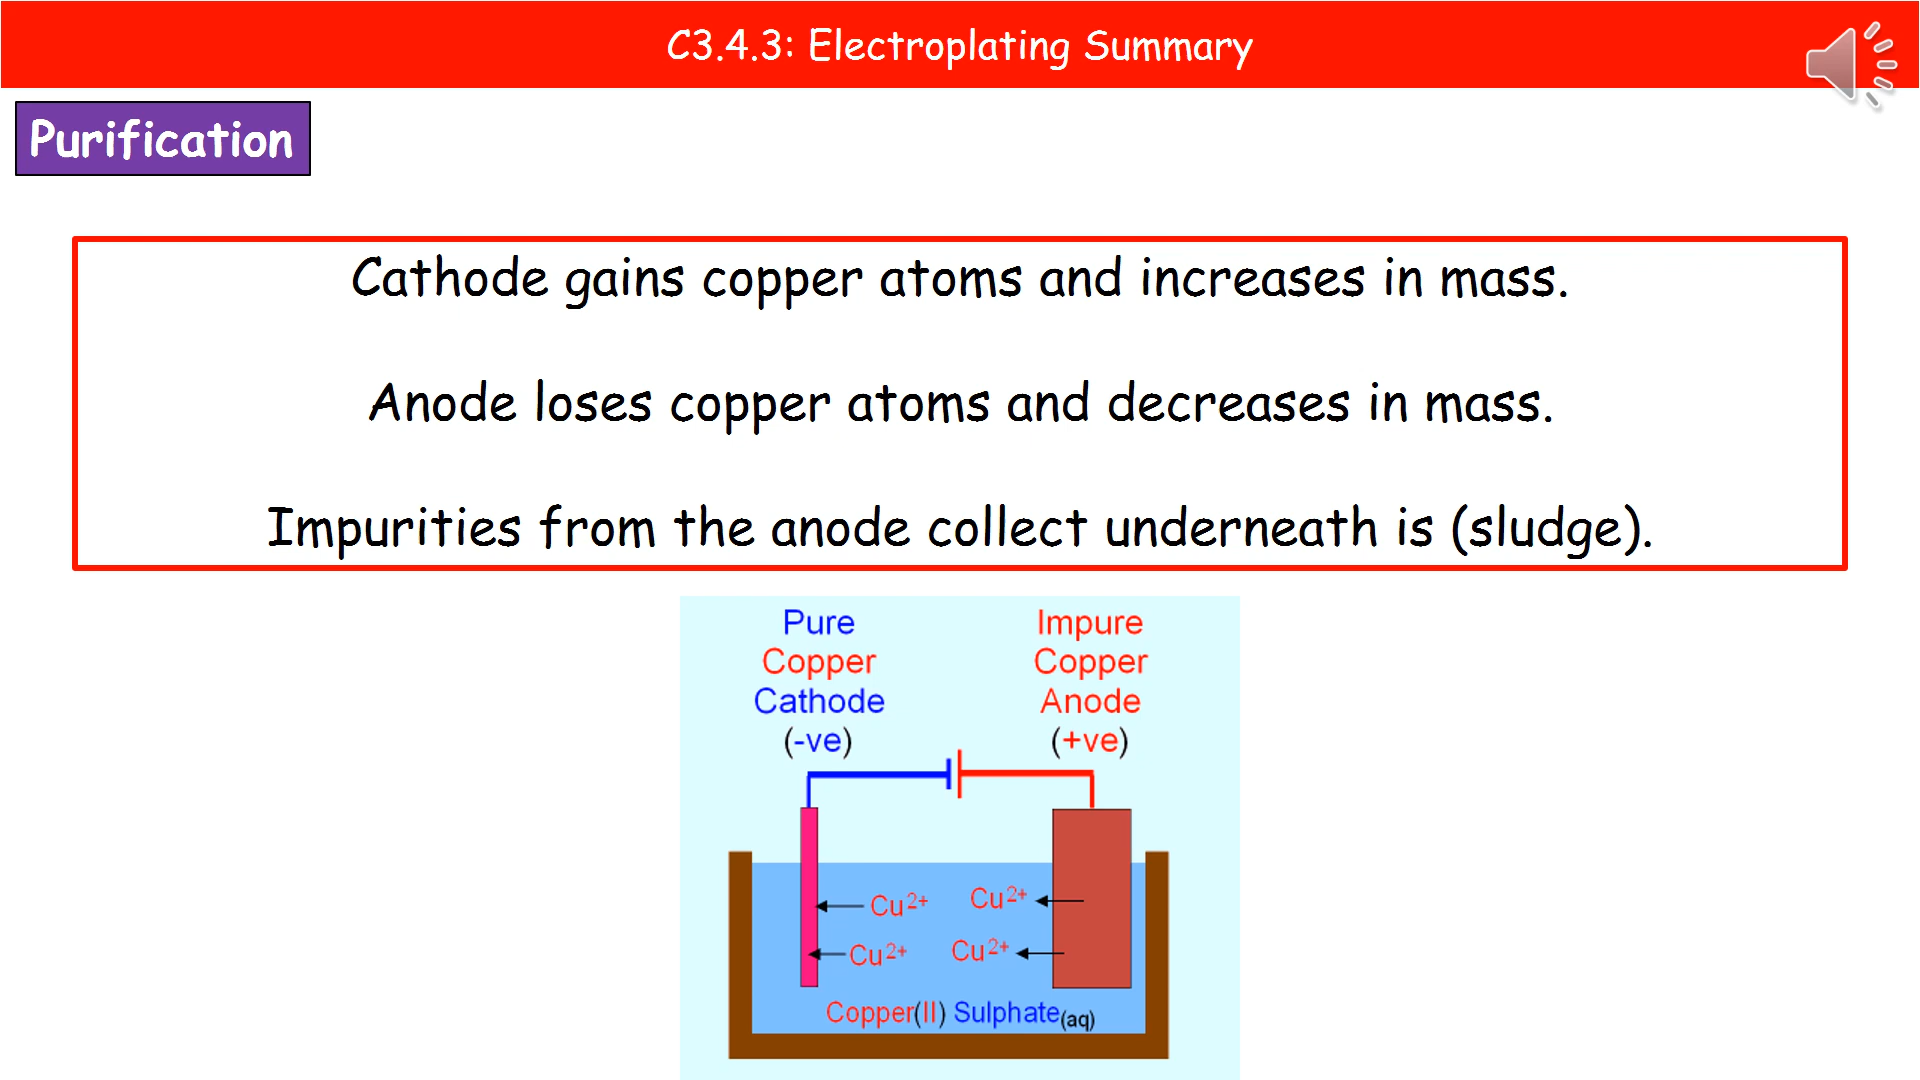 C3.4.3: Electroplating Summary
Purification
Cathode gains copper atoms and increases in mass.
Anode loses copper atoms and decreases in mass.
Impurities from the anode collect underneath is (sludge).
Pure
Copper
Cathode
(-ve)
Impure
Copper
Anode
(+ve)
Cu2+
Cu2+
Cu2+
Cu2+
Copper(II) Sulphate(aq)